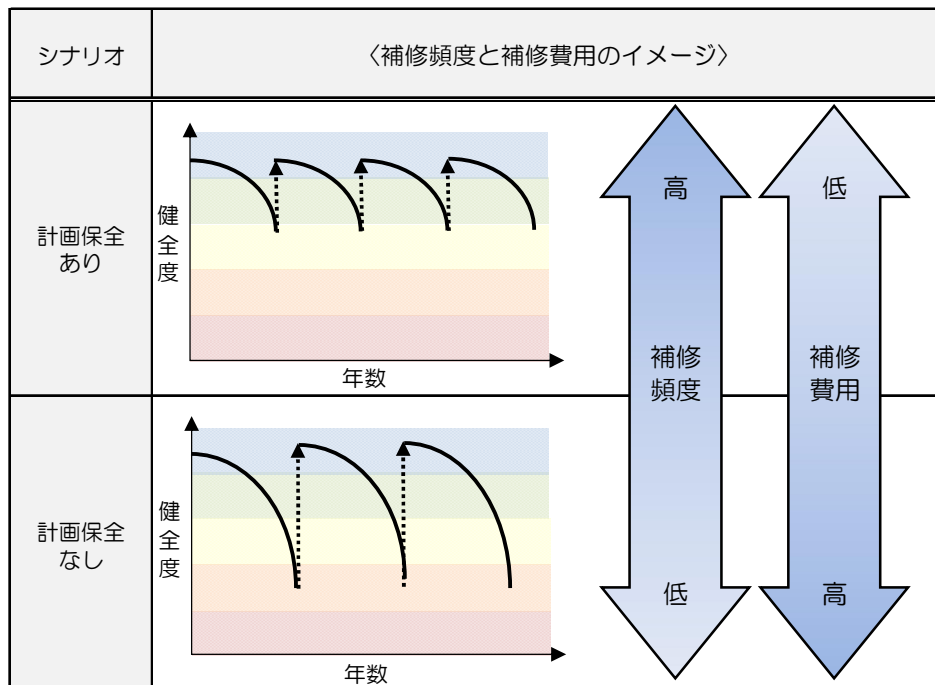 シナリオ
〈補修頻度と補修費用のイメージ〉
計画保全
あり
健
全
度
年数
計画保全
なし
健
全
度
年数
高
補修
頻度
低
低
補修
費用
高